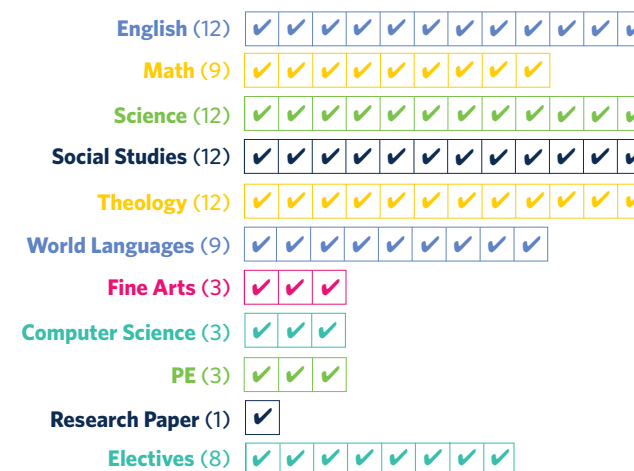 English (12)
Math (9)
Science (12)
Social Studies (12)
Theology (12)
World Languages (9)
Fine Arts (3)
Computer Science (3)
PE (3)
Research Paper (1)
Electives (8)